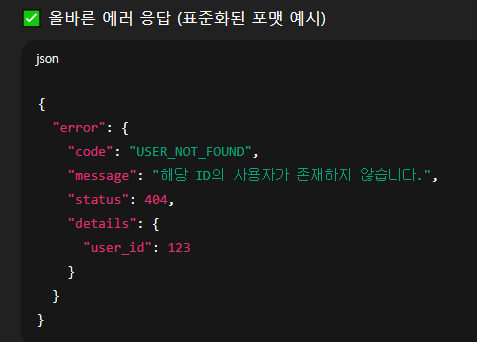 ✅ 올바른 에러 응답 (표준화된 포맷 예시)
json
{
  "error": {
    "code": "USER_NOT_FOUND",
    "message": "해당 ID의 사용자가 존재하지 않습니다.",
    "status": 404,
    "details": {
      "user_id": 123
    }
  }
}